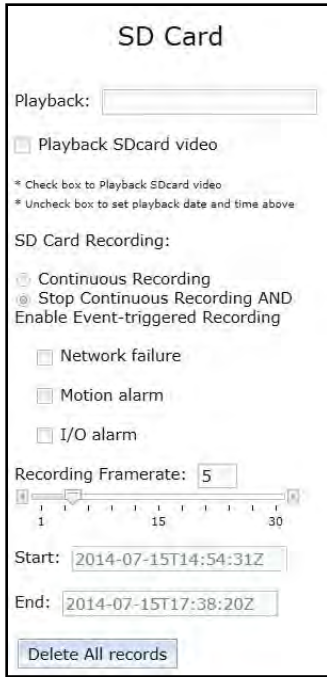 SD Card
Playback:
Playback SDcard video
* Check box to Playback SDcard video
* Uncheck box to set playback date and time above
SD Card Recording:
Continuous Recording
Stop Continuous Recording AND
Enable Event-triggered Recording
Network failure
Motion alarm
I/O alarm
Recording Framerate: 5
1 15 30
Start: 2014-07-15T14:54:31Z
End: 2014-07-15T17:38:20Z
Delete All records